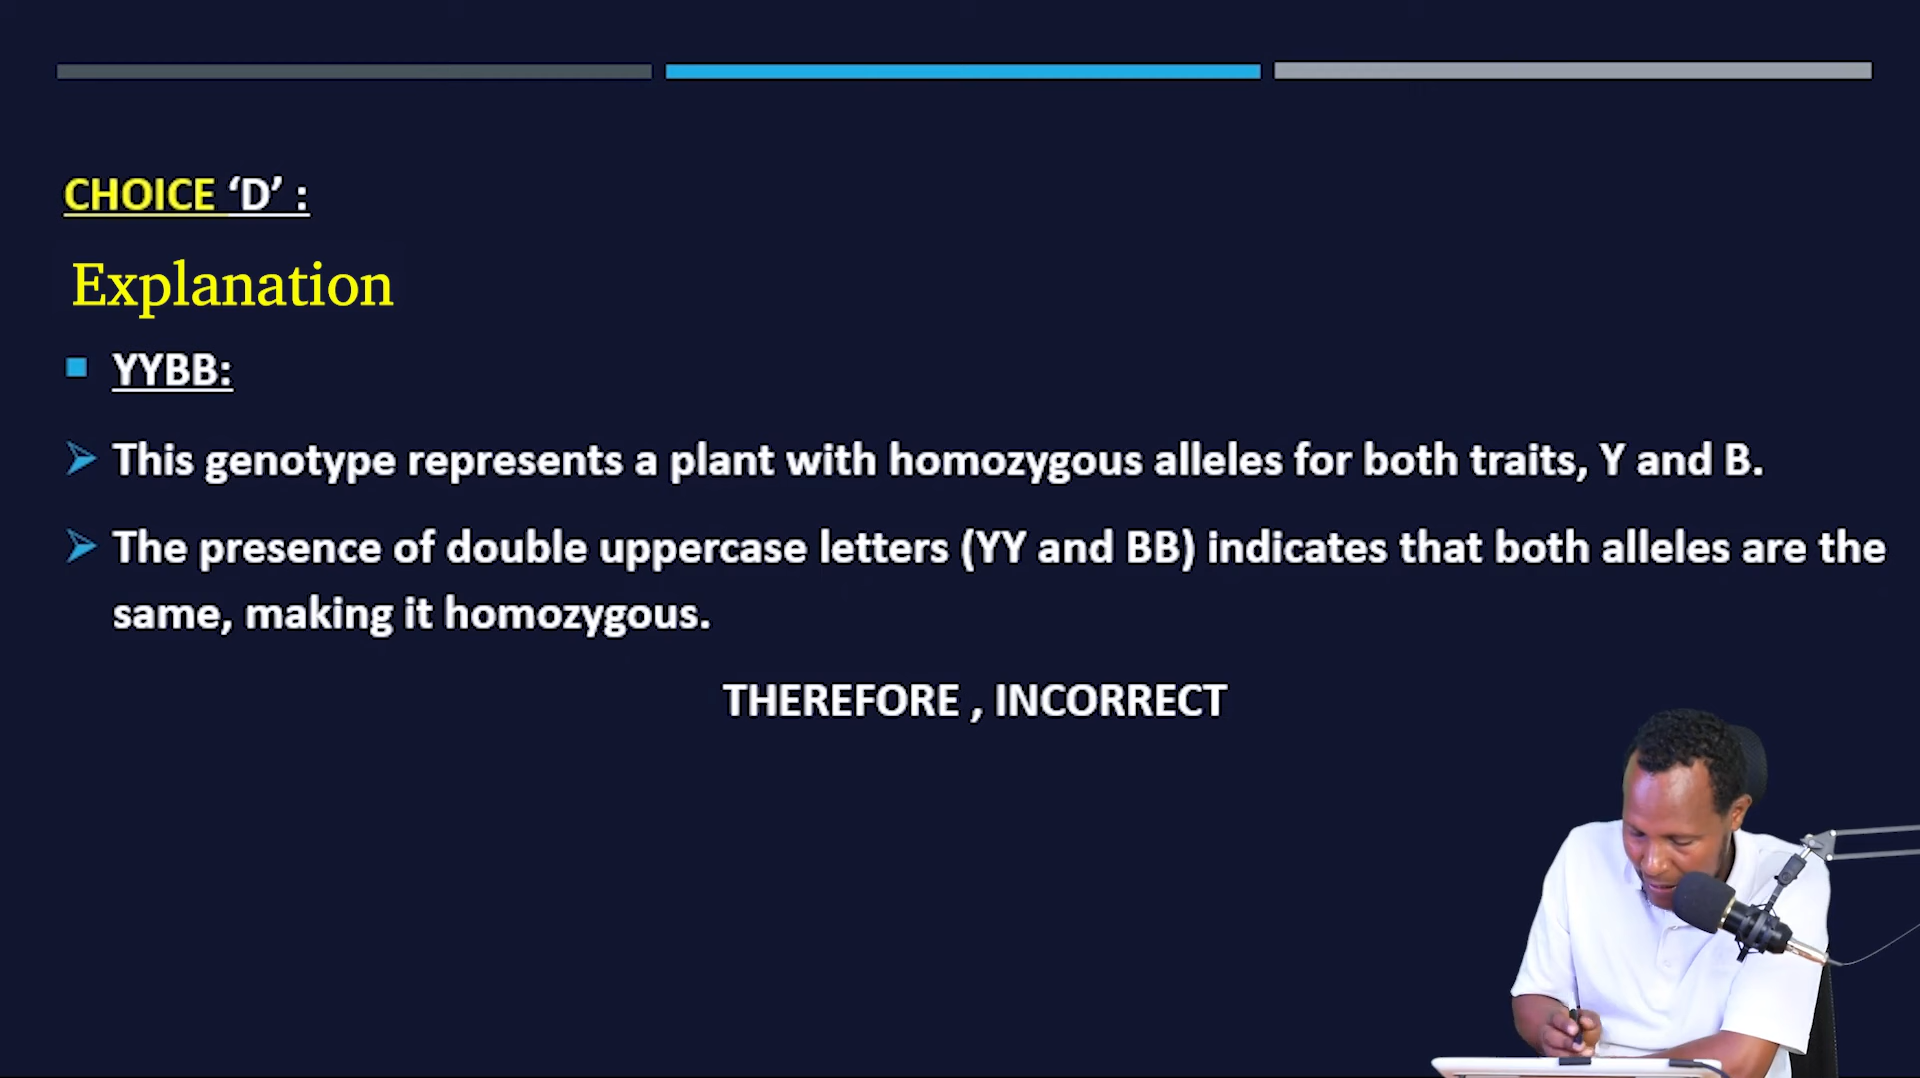 CHOICE ‘D’ :
Explanation
YYBB:
This genotype represents a plant with homozygous alleles for both traits, Y and B.
The presence of double uppercase letters (YY and BB) indicates that both alleles are the
same, making it homozygous.
THEREFORE , INCORRECT